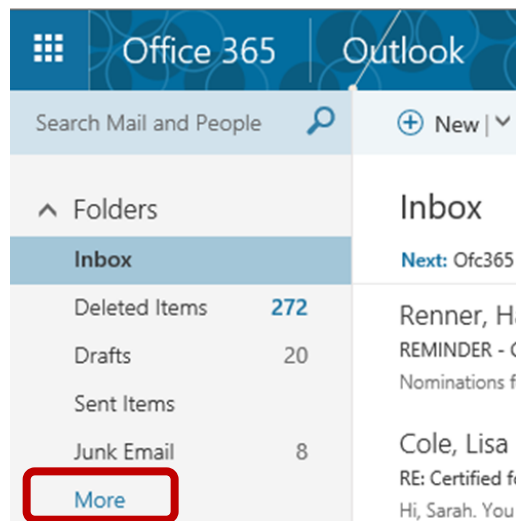 Office 365 Outlook
Search Mail and People
New
Folders
Inbox
Deleted Items 272
Drafts 20
Sent Items
Junk Email 8
More
Inbox
Next: Ofc365
Renner,
REMINDER -
Nominations
Cole, Lisa
RE: Certified
Hi, Sarah. You